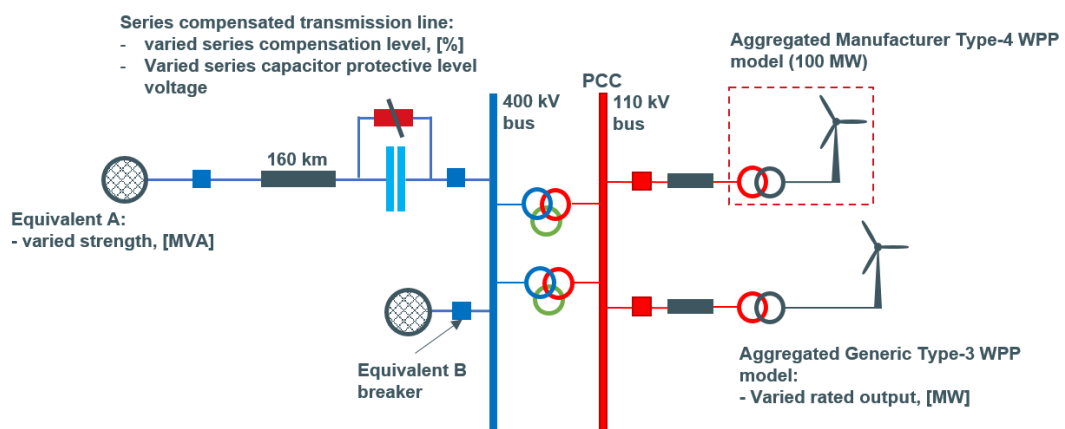 Series compensated transmission line:
- varied series compensation level, [%]
- Varied series capacitor protective level
voltage
Aggregated Manufacturer Type-4 WPP
model (100 MW)
PCC
400 kV
bus
110 kV
bus
160 km
Equivalent A:
- varied strength, [MVA]
Equivalent B
breaker
Aggregated Generic Type-3 WPP
model:
- Varied rated output, [MW]